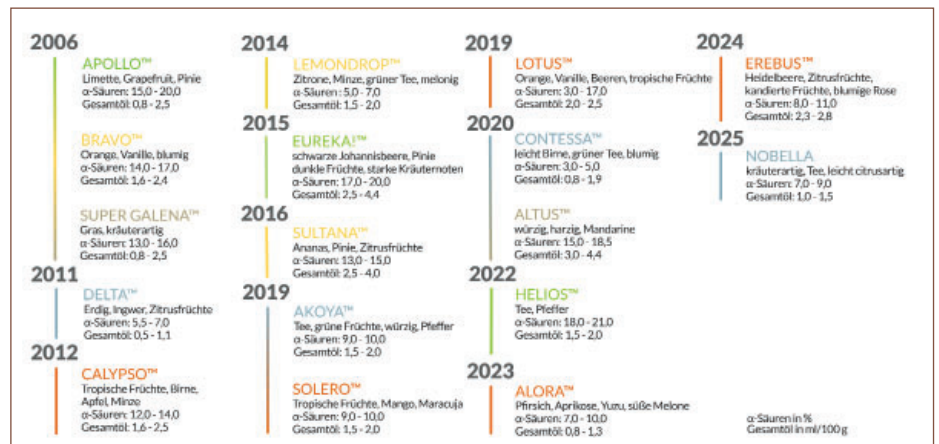 2006
APOLLO™
Limette, Grapefruit, Pinie
α-Säuren: 15,0 - 20,0
Gesamtöl: 0,8 - 2,5
BRAVO™
Orange, Vanille, blumig
α-Säuren: 14,0 - 17,0
Gesamtöl: 1,6 - 2,4
SUPER GALENA™
Gras, kräuterartig
α-Säuren: 13,0 - 16,0
Gesamtöl: 0,8 - 2,5
2011
DELTA™
Erdig, Ingwer, Zitrusfrüchte
α-Säuren: 5,5 - 7,0
Gesamtöl: 0,5 - 1,1
2012
CALYPSO™
Tropische Früchte, Birne,
Apfel, Minze
α-Säuren: 12,0 - 14,0
Gesamtöl: 1,6 - 2,5
2014
LEMONDROP™
Zitrone, Minze, grüner Tee, melonig
α-Säuren : 5,0 - 7,0
Gesamtöl: 1,5 - 2,0
2015
EUREKA!™
schwarze Johannisbeere, Pinie
dunkle Früchte, starke Kräuternoten
α-Säuren: 17,0 - 20,0
Gesamtöl: 2,5 - 4,4
2016
SULTANA™
Ananas, Pinie, Zitrusfrüchte
α-Säuren: 13,0 - 15,0
Gesamtöl: 2,5 - 4,0
2019
AKOYA™
Tee, grüne Früchte, würzig, Pfeffer
α-Säuren: 9,0 - 10,0
Gesamtöl: 1,5 - 2,0
SOLERO™
Tropische Früchte, Mango, Maracuja
α-Säuren: 9,0 - 10,0
Gesamtöl: 1,5 - 2,0
2019
LOTUS™
Orange, Vanille, Beeren, tropische Früchte
α-Säuren: 3,0 - 17,0
Gesamtöl: 2,0 - 2,5
2020
CONTESSA™
leicht Birne, grüner Tee, blumig
α-Säuren: 3,0 - 5,0
Gesamtöl: 0,8 - 1,9
ALTUS™
würzig, harzig, Mandarine
α-Säuren: 15,0 - 18,5
Gesamtöl: 3,0 - 4,4
2022
HELIOS™
Tee, Pfeffer
α-Säuren: 18,0 - 21,0
Gesamtöl: 1,5 - 2,0
2023
ALORA™
Pfirsich, Aprikose, Yuzu, süße Melone
α-Säuren: 7,0 - 10,0
Gesamtöl: 0,8 - 1,3
2024
EREBUS™
Heidelbeere, Zitrusfrüchte,
kandierte Früchte, blumige Rose
α-Säuren: 8,0 - 11,0
Gesamtöl: 2,3 - 2,8
2025
NOBELLA
kräuterartig, Tee, leicht citrusartig
α-Säuren: 7,0 - 9,0
Gesamtöl: 1,0 - 1,5
α-Säuren in %
Gesamtöl in ml/100 g